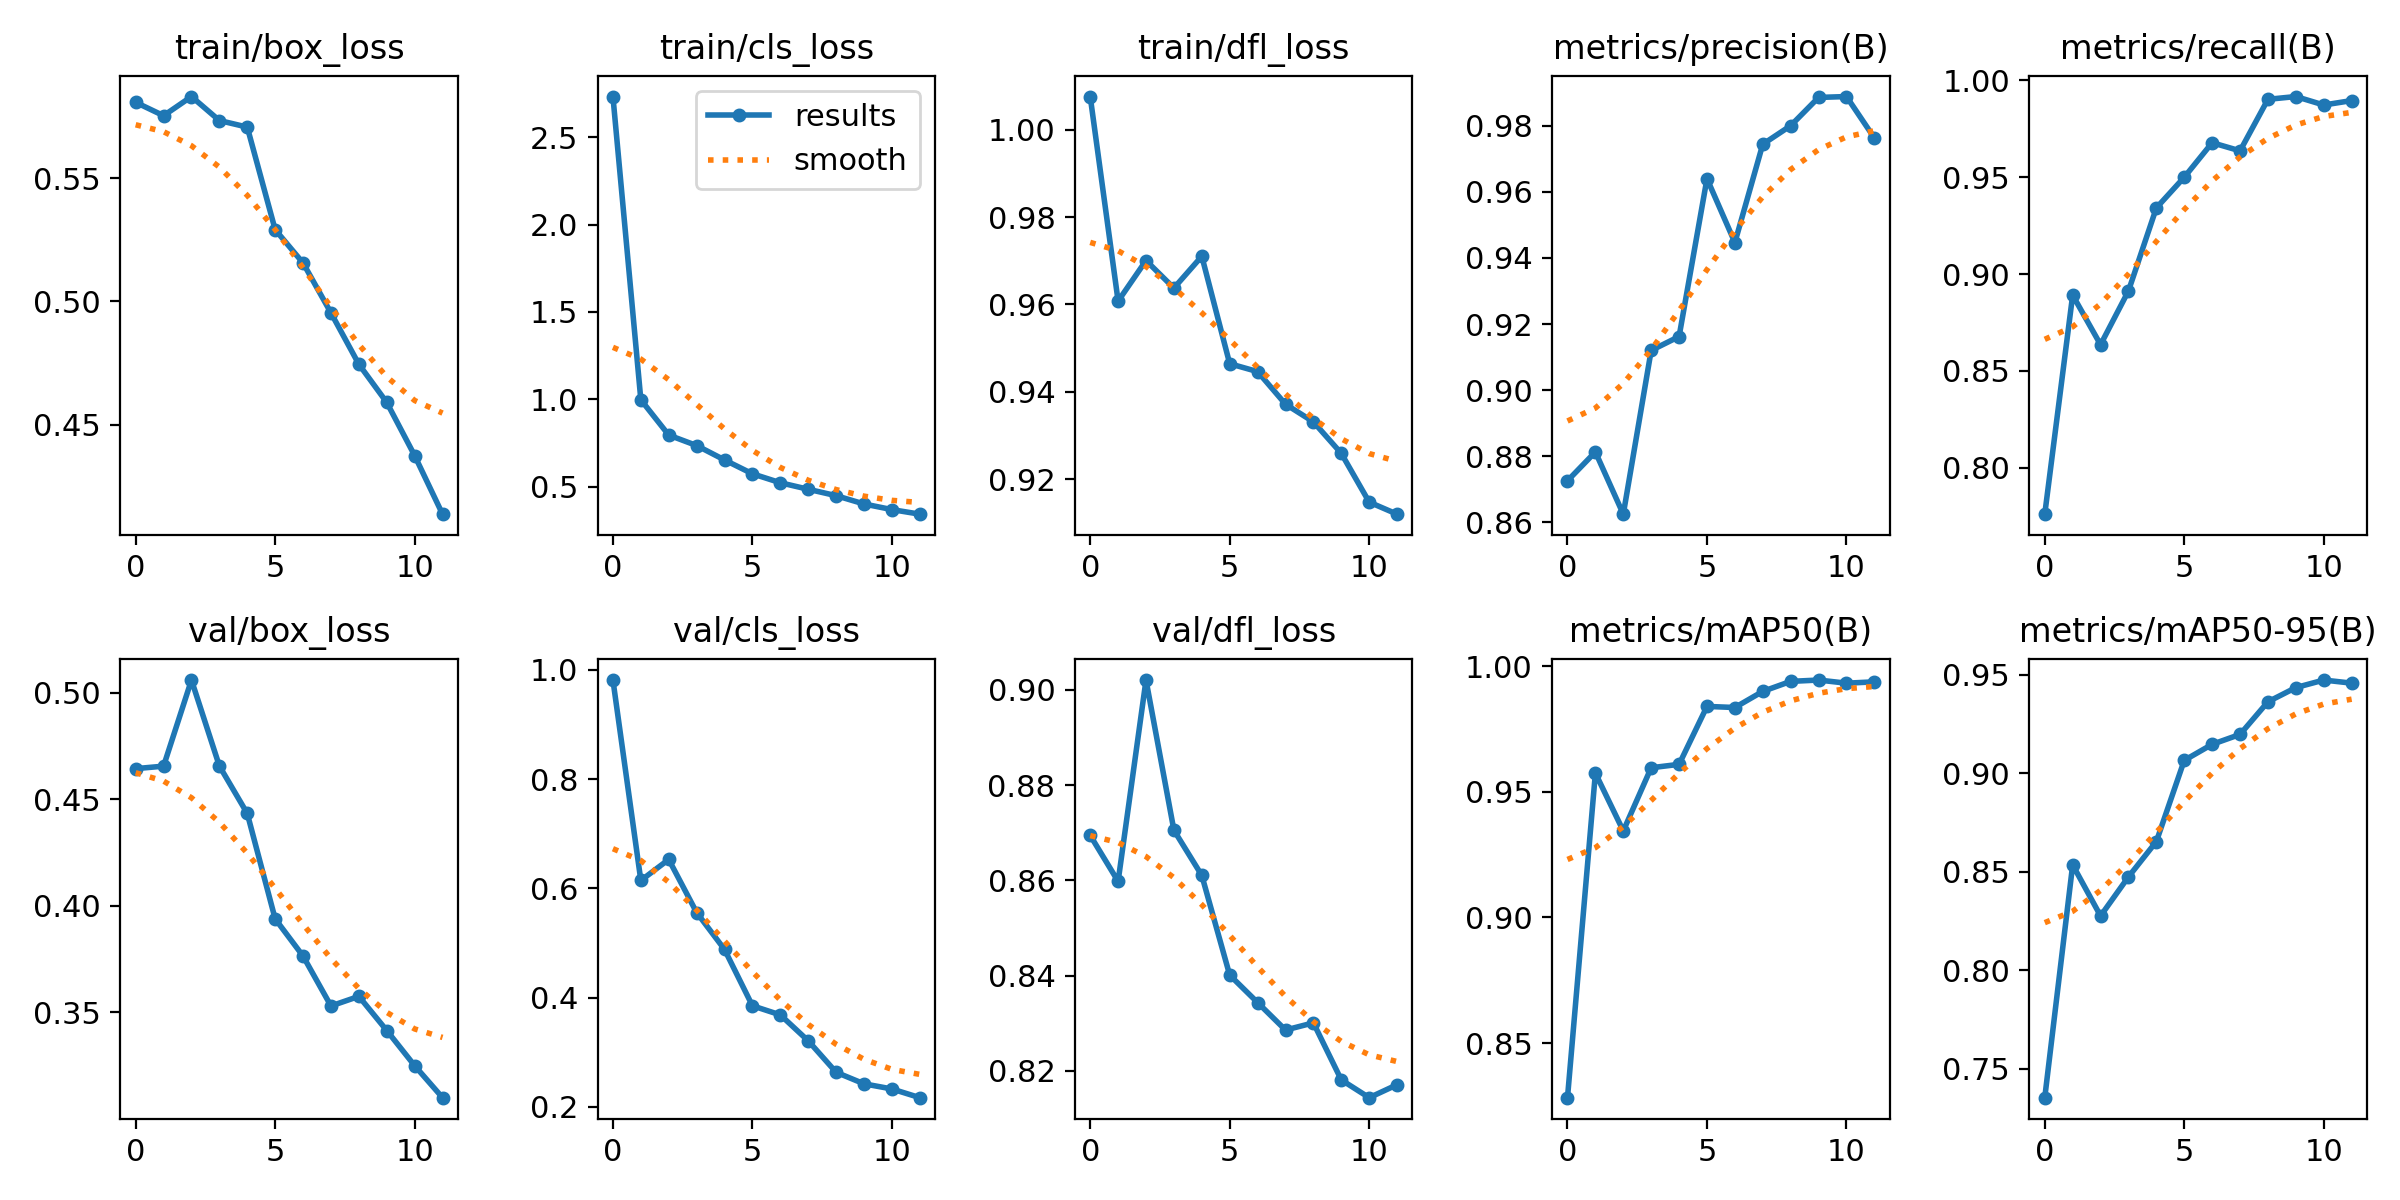 train/box_loss
0.55
0.50
0.45
0 5 10
train/cls_loss
results
smooth
2.5
2.0
1.5
1.0
0.5
0 5 10
train/dfl_loss
1.00
0.98
0.96
0.94
0.92
0 5 10
metrics/precision(B)
0.98
0.96
0.94
0.92
0.90
0.88
0.86
0 5 10
metrics/recall(B)
1.00
0.95
0.90
0.85
0.80
0 5 10
val/box_loss
0.50
0.45
0.40
0.35
0 5 10
val/cls_loss
1.0
0.8
0.6
0.4
0.2
0 5 10
val/dfl_loss
0.90
0.88
0.86
0.84
0.82
0 5 10
metrics/mAP50(B)
1.00
0.95
0.90
0.85
0 5 10
metrics/mAP50-95(B)
0.95
0.90
0.85
0.80
0.75
0 5 10